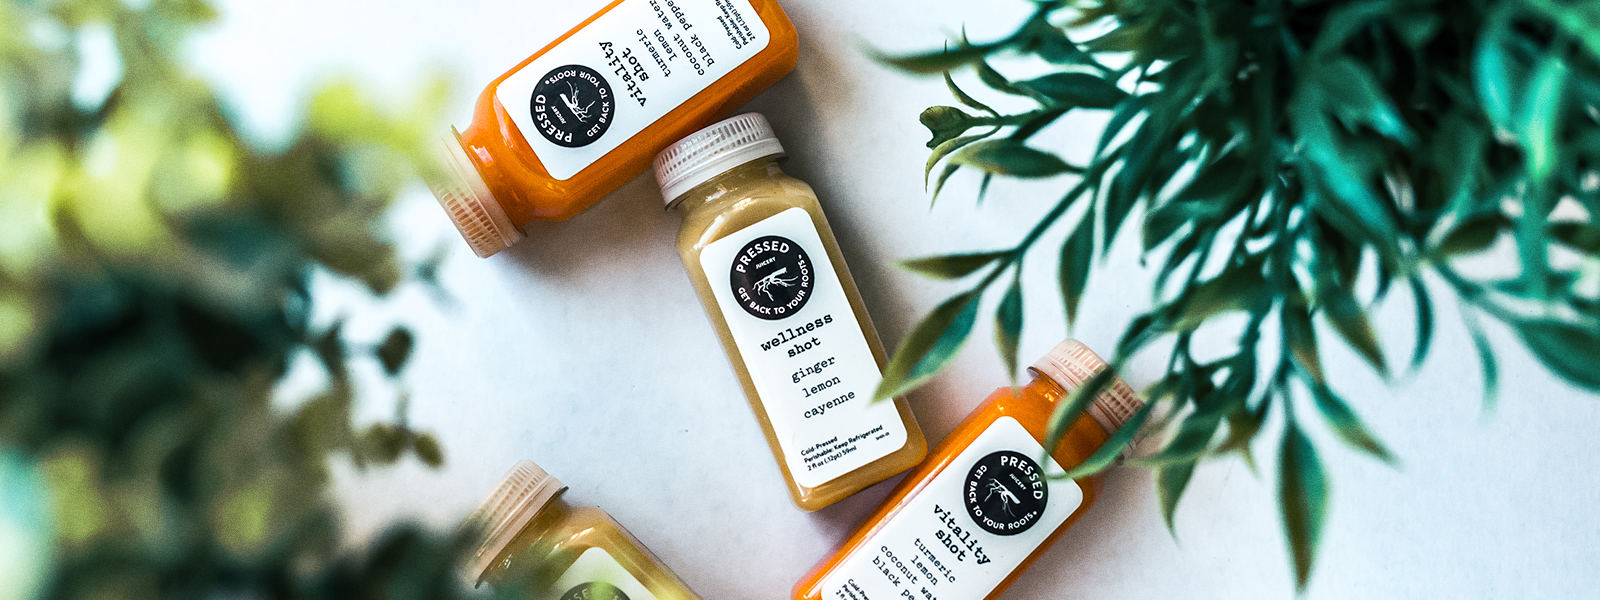 PRESSED
JUICERY
GET BACK TO YOUR ROOTS
vitality
shot
turmeric
lemon
coconut water
black pepper
Cold-Pressed
PRESSED
JUICERY
GET BACK TO YOUR ROOTS
wellness
shot
ginger
lemon
cayenne
Cold-Pressed
Perishable: Keep Refrigerated
2 fl oz (.12pt) 59ml
PRESSED
JUICERY
GET BACK TO YOUR ROOTS
vitality
shot
turmeric
lemon
coconut wa
black pe